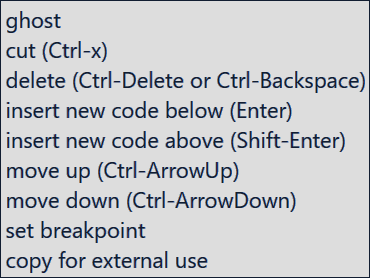 ghost
cut (Ctrl-x)
delete (Ctrl-Delete or Ctrl-Backspace)
insert new code below (Enter)
insert new code above (Shift-Enter)
move up (Ctrl-ArrowUp)
move down (Ctrl-ArrowDown)
set breakpoint
copy for external use